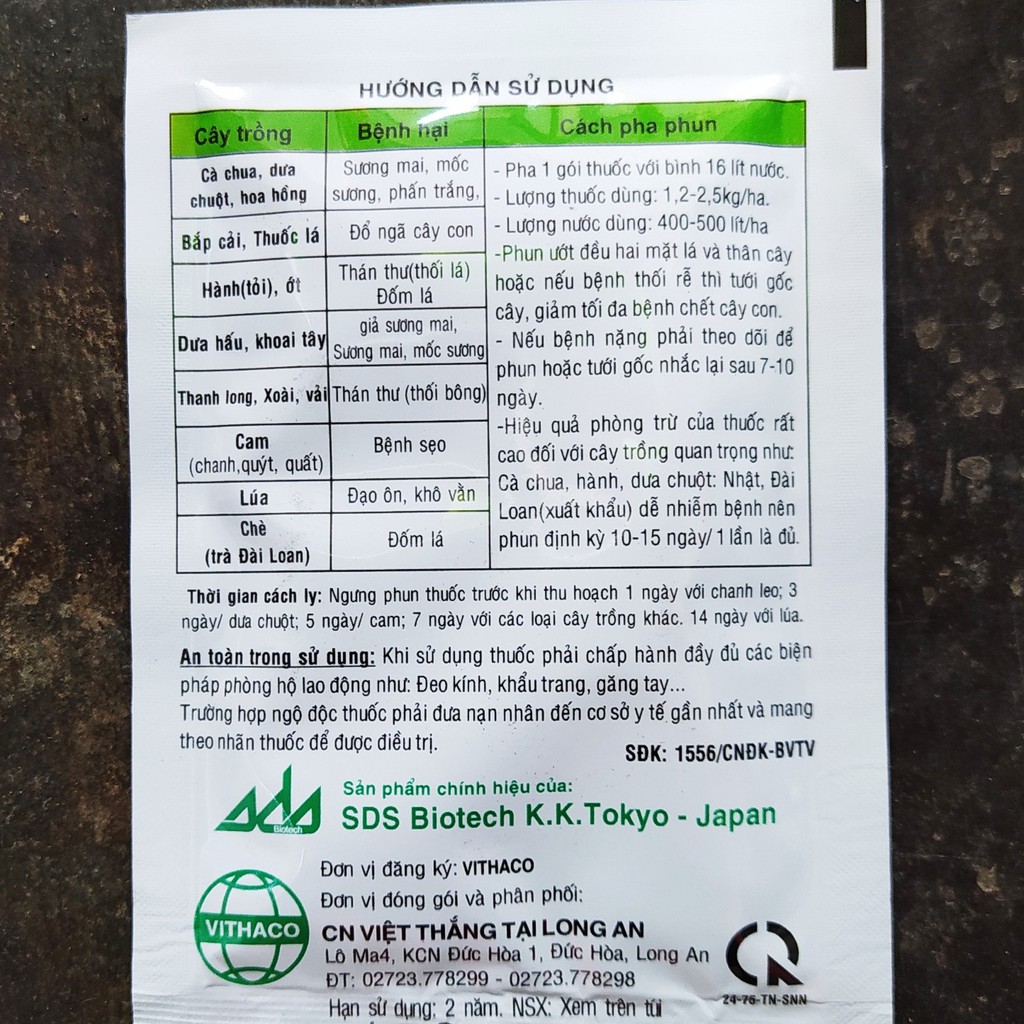 HƯỚNG DẪN SỬ DỤNG
Cây trồng
Bệnh hại
Cách pha phun
Cà chua, dưa
chuột, hoa hồng
Sương mai, mốc
sương, phấn trắng,
Bắp cải, Thuốc lá
Đổ ngã cây con
Hành(tỏi), ớt
Thán thư(thối lá)
Đốm lá
Dưa hấu, khoai tây
giả sương mai,
Sương mai, mốc sương
Thanh long, Xoài, vải
Thán thư (thối bông)
Cam
(chanh,quýt, quất)
Bệnh sẹo
Lúa
Đạo ôn, khô vằn
Chè
(trà Đài Loan)
Đốm lá
- Pha 1 gói thuốc với bình 16 lít nước.
- Lượng thuốc dùng: 1,2-2,5kg/ha.
- Lượng nước dùng: 400-500 lít/ha
-Phun ướt đều hai mặt lá và thân cây
hoặc nếu bệnh thối rễ thì tưới gốc
cây, giảm tối đa bệnh chết cây con.
- Nếu bệnh nặng phải theo dõi để
phun hoặc tưới gốc nhắc lại sau 7-10
ngày.
-Hiệu quả phòng trừ của thuốc rất
cao đối với cây trồng quan trọng như:
Cà chua, hành, dưa chuột: Nhật, Đài
Loan(xuất khẩu) dễ nhiễm bệnh nên
phun định kỳ 10-15 ngày/ 1 lần là đủ.
Thời gian cách ly: Ngưng phun thuốc trước khi thu hoạch 1 ngày với chanh leo; 3
ngày/ dưa chuột; 5 ngày/ cam; 7 ngày với các loại cây trồng khác. 14 ngày với lúa.
An toàn trong sử dụng: Khi sử dụng thuốc phải chấp hành đầy đủ các biện
pháp phòng hộ lao động như: Đeo kính, khẩu trang, găng tay...
Trường hợp ngộ độc thuốc phải đưa nạn nhân đến cơ sở y tế gần nhất và mang
theo nhãn thuốc để được điều trị.
SĐK: 1556/CNĐK-BVTV
sds
Biotech
Sản phẩm chính hiệu của:
SDS Biotech K.K.Tokyo - Japan
VITHACO
Đơn vị đăng ký: VITHACO
Đơn vị đóng gói và phân phối:
CN VIỆT THẮNG TẠI LONG AN
Lô Ma4, KCN Đức Hòa 1, Đức Hòa, Long An
ĐT: 02723.778299 - 02723.778298
Hạn sử dụng: 2 năm. NSX: Xem trên túi
24-75-TN-SNN